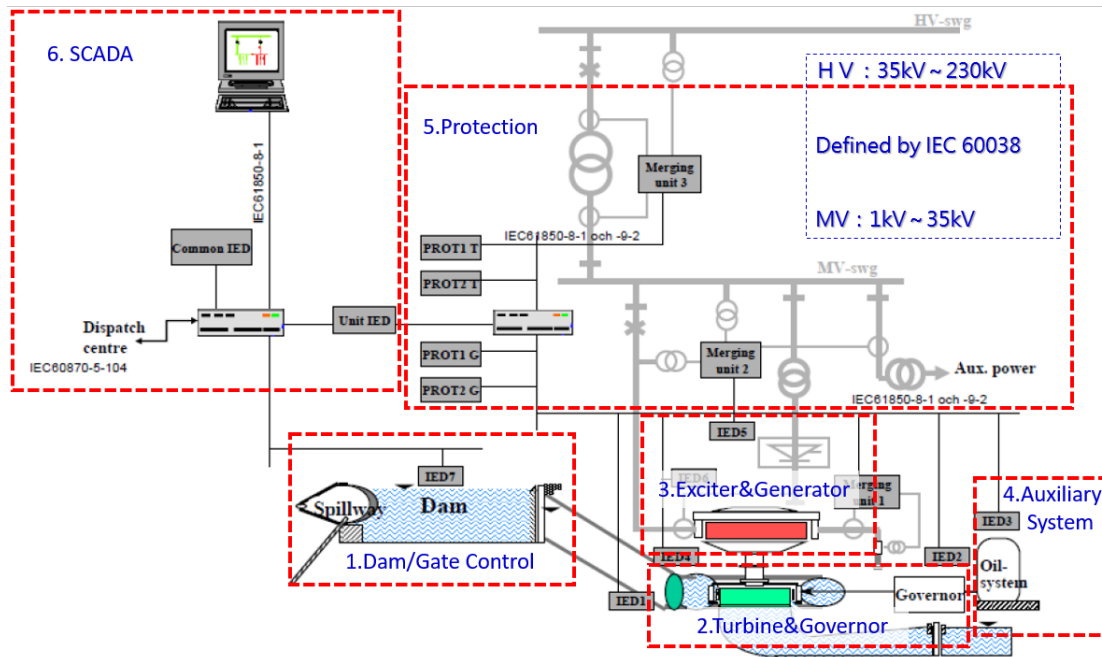 HV-swg
6. SCADA
H V : 35kV ~ 230kV
5.Protection
Defined by IEC 60038
Merging
unit 3
IEC61850-8-1
MV : 1kV ~ 35kV
IEC61850-8-1 och -9-2
Common IED
PROT1 T
PROT2 T
MV-swg
Dispatch
centre
Unit IED
IEC60870-5-104
PROT1 G
PROT2 G
Merging
unit 2
Aux. power
IEC61850-8-1 och -9-2
IED5
IED7
Spillway
Dam
1.Dam/Gate Control
IED6
3.Exciter&Generator
Merging
unit 1
4.Auxiliary
System
IED3
IED4
IED2
Oil-
system
Governor
IED1
2.Turbine&Governor